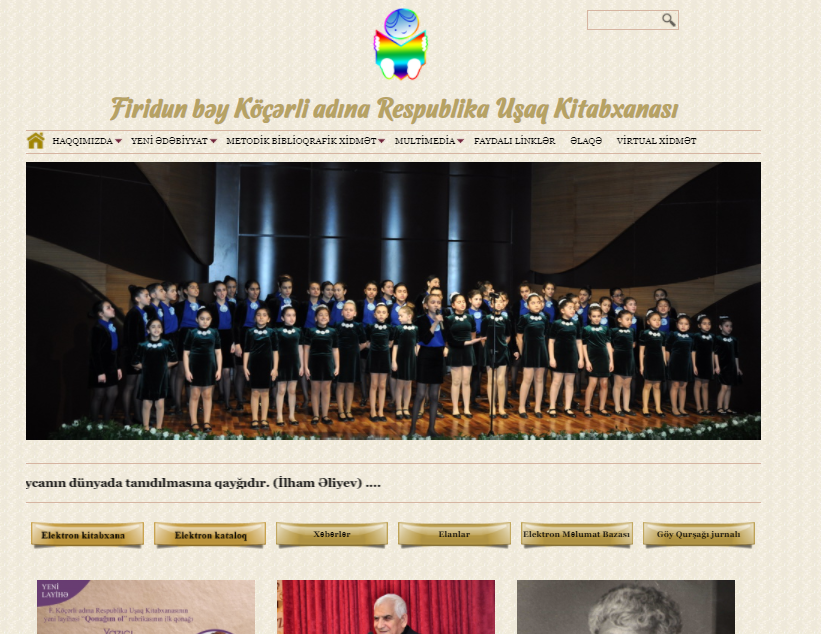 Firidun bəy Köçərli adına Respublika Uşaq Kitabxanası
HAQQIMIZDA YENİ ƏDƏBİYYAT METODİK BİBLİOQRAFİK XİDMƏT MULTİMEDİA FAYDALI LİNKLƏR ƏLAQƏ VİRTUAL XİDMƏT
ycanın dünyada tanıdılmasına qayğıdır. (İlham Əliyev) ....
Elektron kitabxana Elektron kataloq Xəbərlər Elanlar Elektron Məlumat Bazası Göy Qurşağı jurnalı
YENİ
LAYİHƏ
F. Köçərli adına Respublika Uşaq Kitabxanasının
yeni layihəsi "Qonağım ol" rubrikasının (ilk qonağı)
Yazıçı